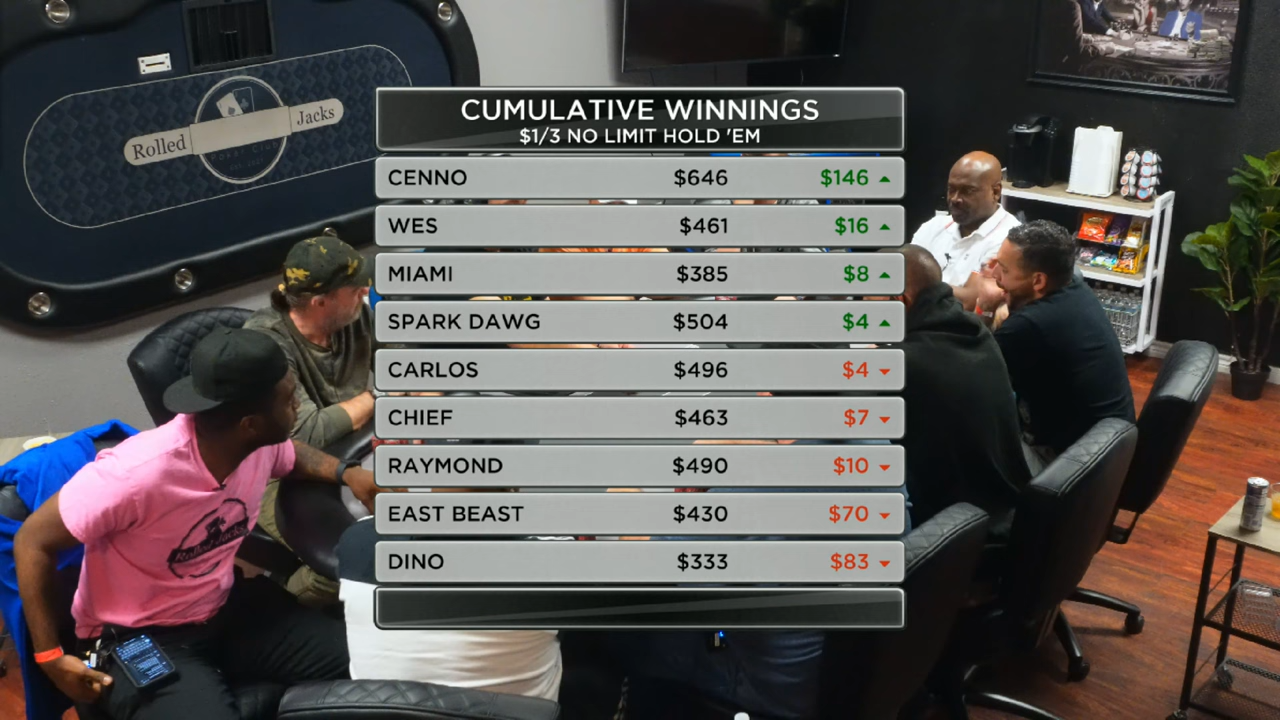 Rolled Jacks
CUMULATIVE WINNINGS
$1/3 NO LIMIT HOLD 'EM
CENNO $646 $146
WES $461 $16
MIAMI $385 $8
SPARK DAWG $504 $4
CARLOS $496 $4
CHIEF $463 $7
RAYMOND $490 $10
EAST BEAST $430 $70
DINO $333 $83
Rolled Jacks